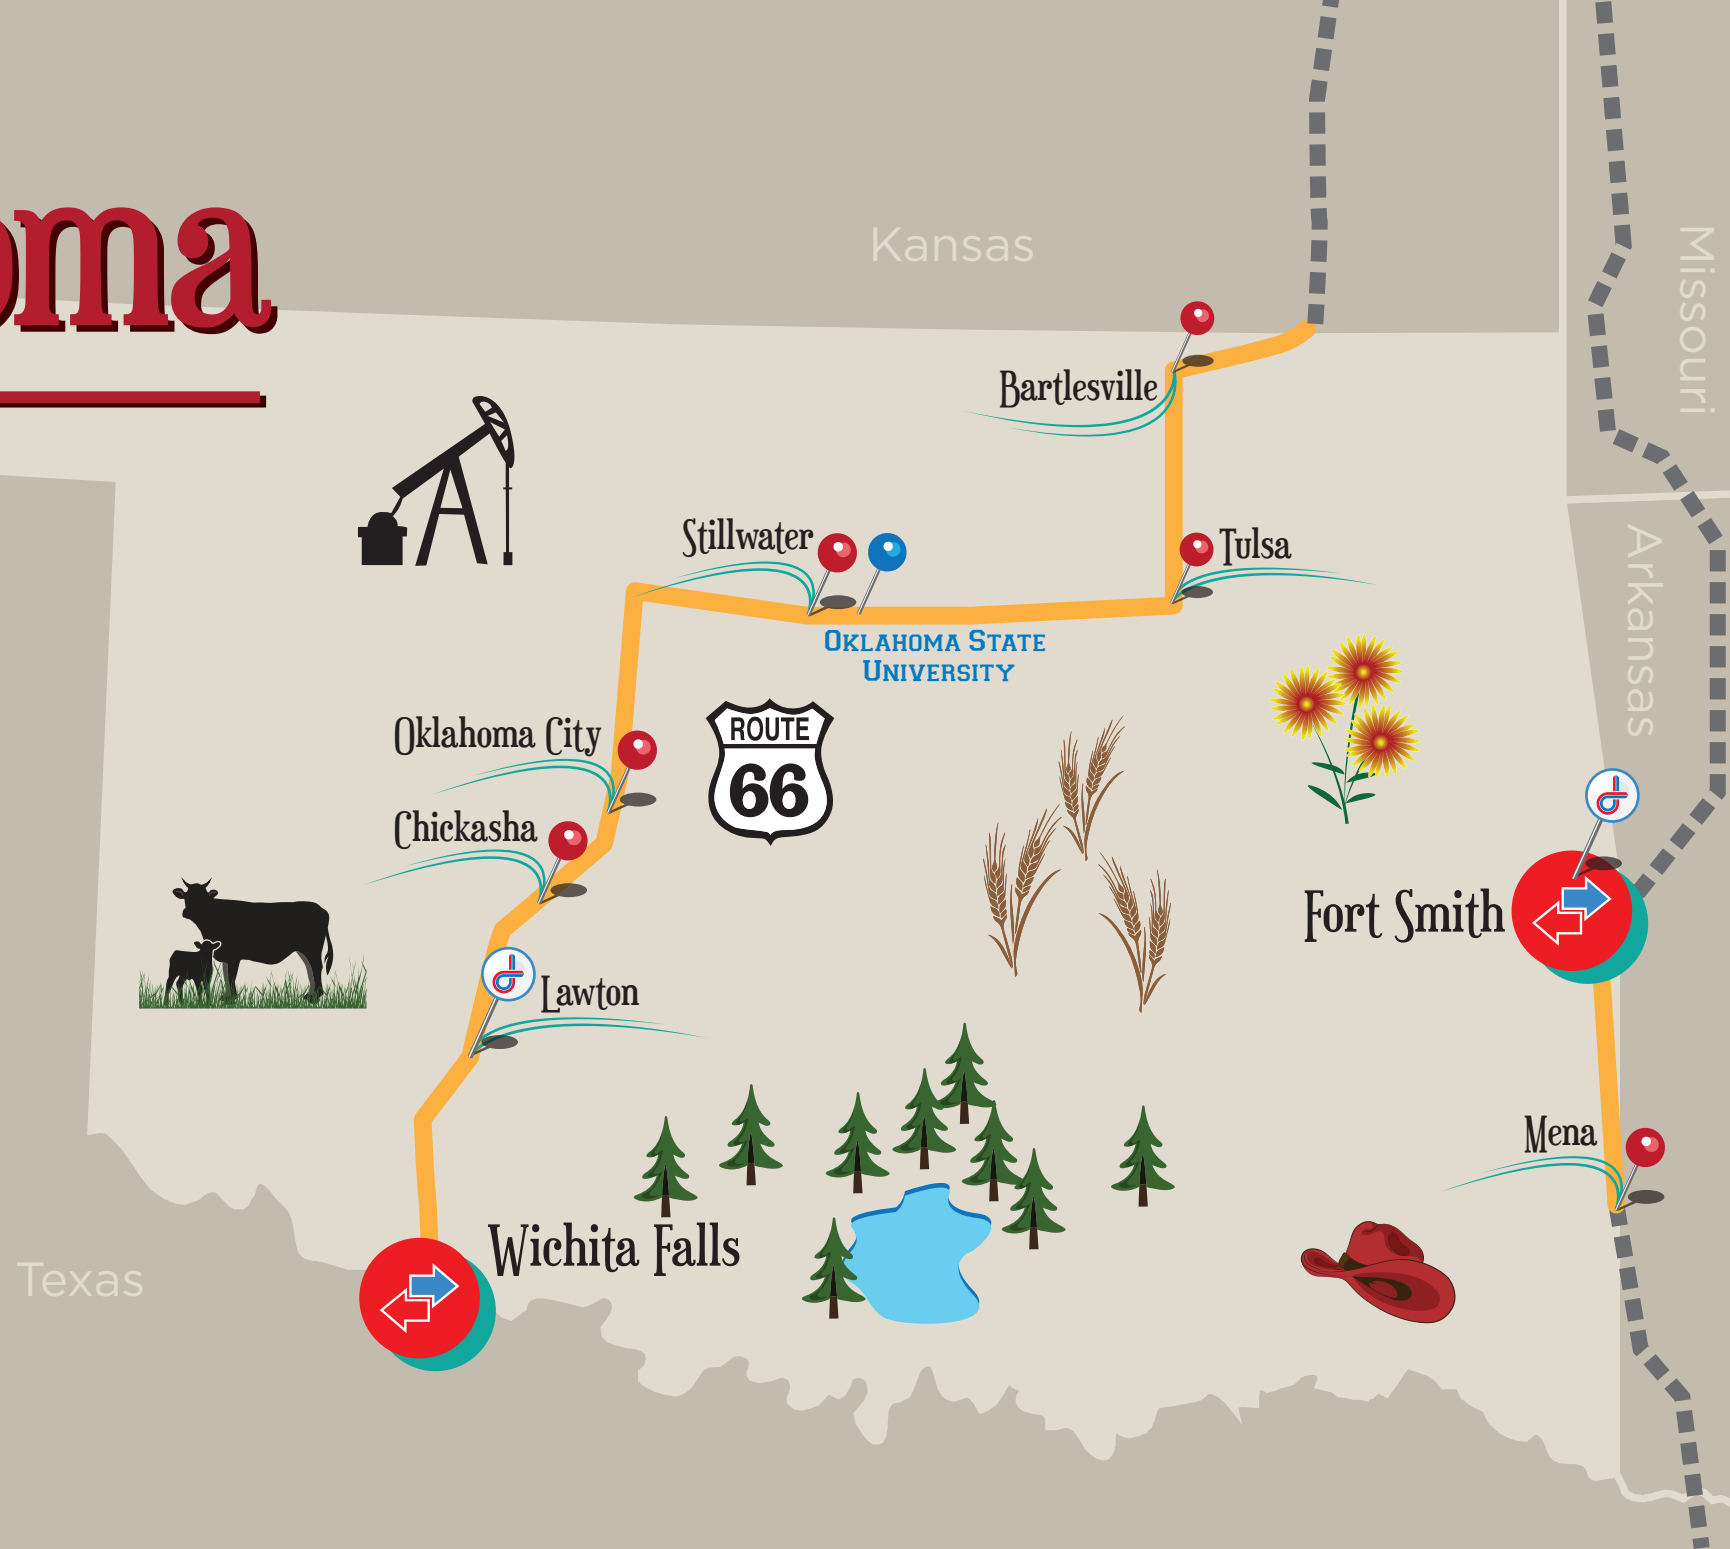 oma
Kansas
Missouri
Bartlesville
Stillwater
Tulsa
Arkansas
OKLAHOMA STATE
UNIVERSITY
Oklahoma City
ROUTE
66
Chickasha
Fort Smith
Lawton
Mena
Wichita Falls
Texas